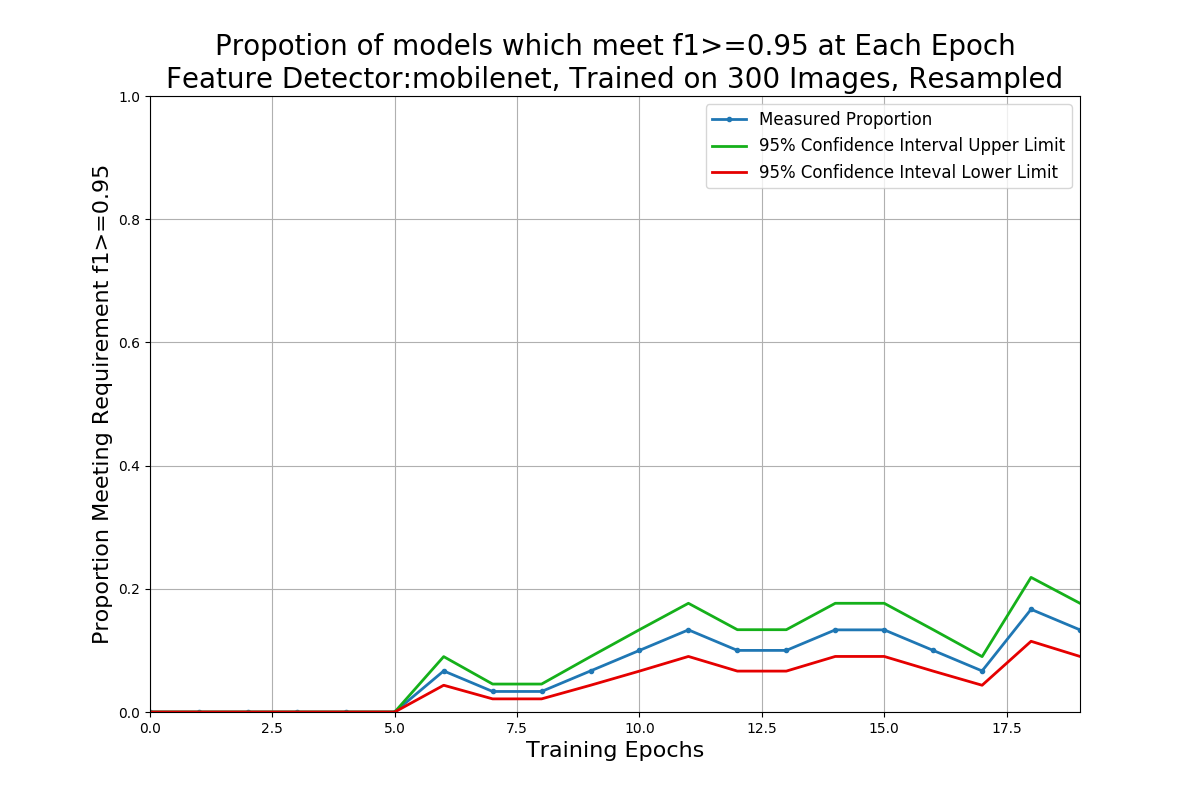 Propotion of models which meet f1>=0.95 at Each Epoch
Feature Detector:mobilenet, Trained on 300 Images, Resampled
Measured Proportion
95% Confidence Interval Upper Limit
95% Confidence Inteval Lower Limit
Proportion Meeting Requirement f1>=0.95
1.0
0.8
0.6
0.4
0.2
0.0
0.0 2.5 5.0 7.5 10.0 12.5 15.0 17.5
Training Epochs